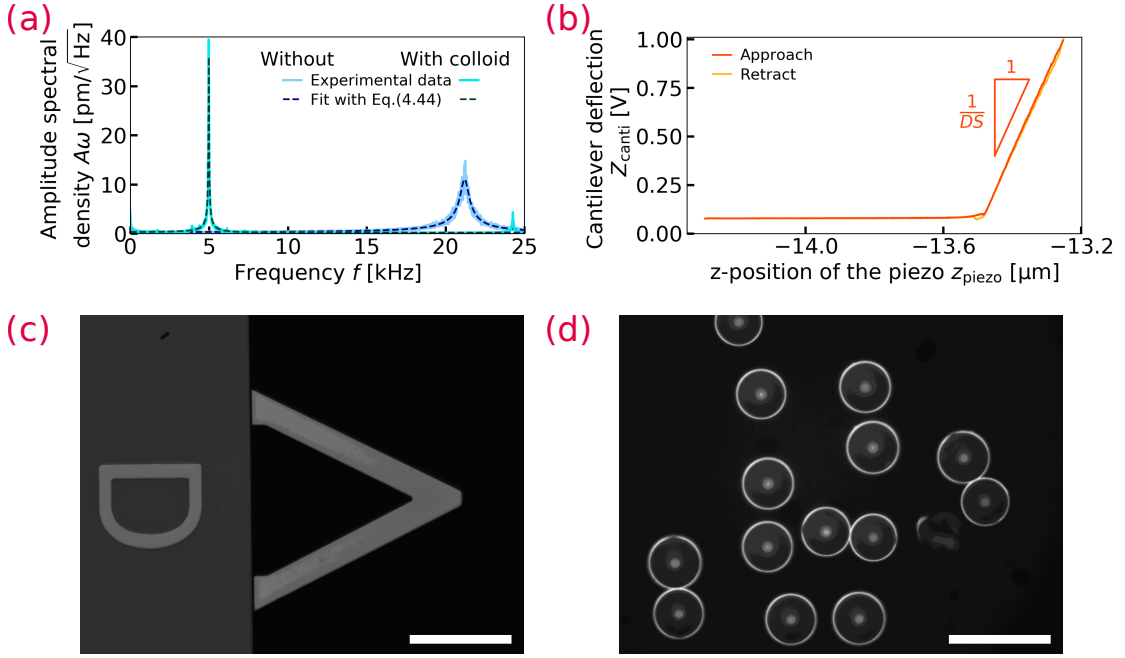 (a)
Amplitude spectral
density Aω [pm/√Hz]
40
30
20
10
0
Without
With colloid
Experimental data
Fit with Eq.(4.44)
0
5
10
15
20
25
Frequency f [kHz]
(b)
Cantilever deflection
Z_canti [V]
1.00
0.75
0.50
0.25
0.00
Approach
Retract
1
1/DS
−14.0
−13.6
−13.2
z-position of the piezo z_piezo [µm]
(c)
D
(d)